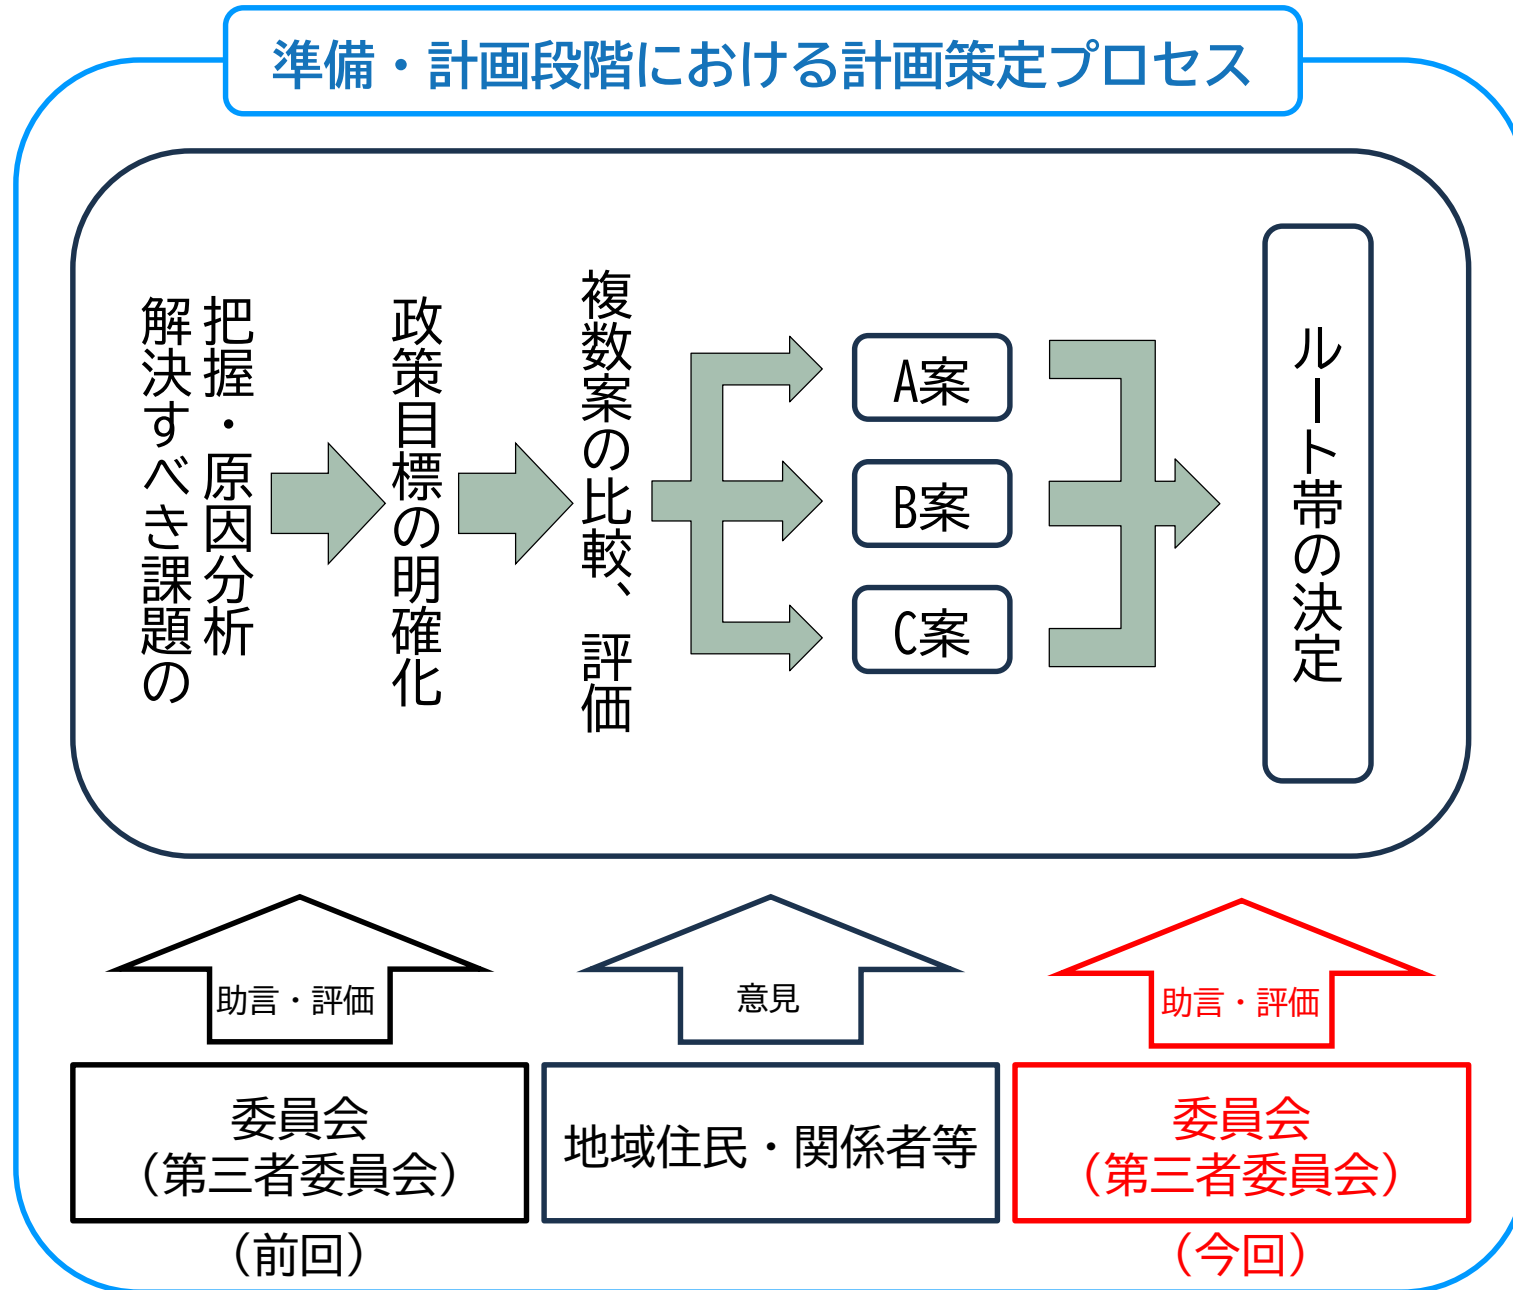 準備・計画段階における計画策定プロセス
解決すべき課題の
把握・原因分析
政策目標の明確化
複数案の比較、評価
A案
B案
C案
ルート帯の決定
助言・評価
意見
助言・評価
委員会
（第三者委員会）
地域住民・関係者等
委員会
（第三者委員会）
（前回）
（今回）